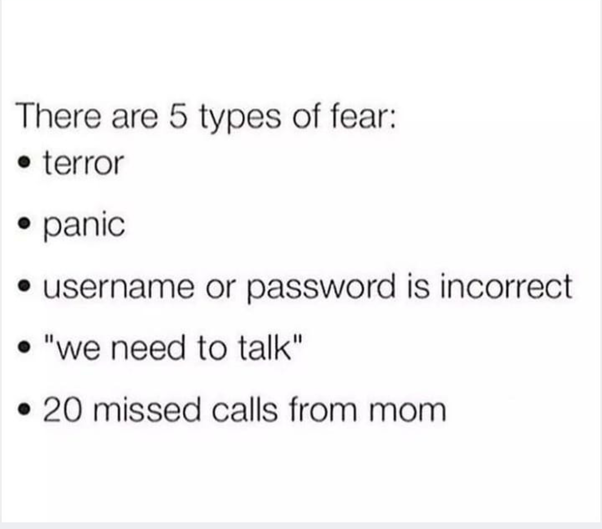 There are 5 types of fear:
• terror
• panic
• username or password is incorrect
• "we need to talk"
• 20 missed calls from mom